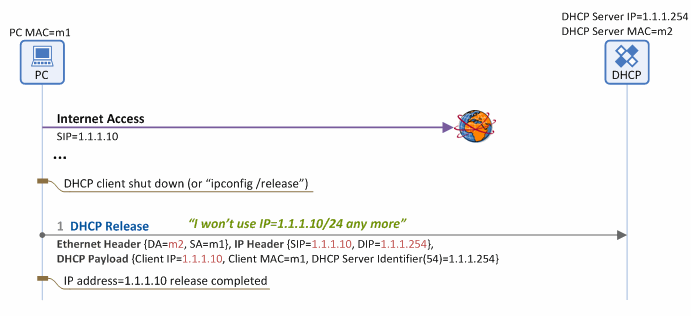 DHCP Server IP=1.1.1.254
PC MAC=m1
DHCP Server MAC=m2
PC
DHCP
Internet Access
SIP=1.1.1.10
...
DHCP client shut down (or “ipconfig /release”)
1 DHCP Release “I won’t use IP=1.1.1.10/24 any more”
Ethernet Header {DA=m2, SA=m1}, IP Header {SIP=1.1.1.10, DIP=1.1.1.254},
DHCP Payload {Client IP=1.1.1.10, Client MAC=m1, DHCP Server Identifier(54)=1.1.1.254}
IP address=1.1.1.10 release completed